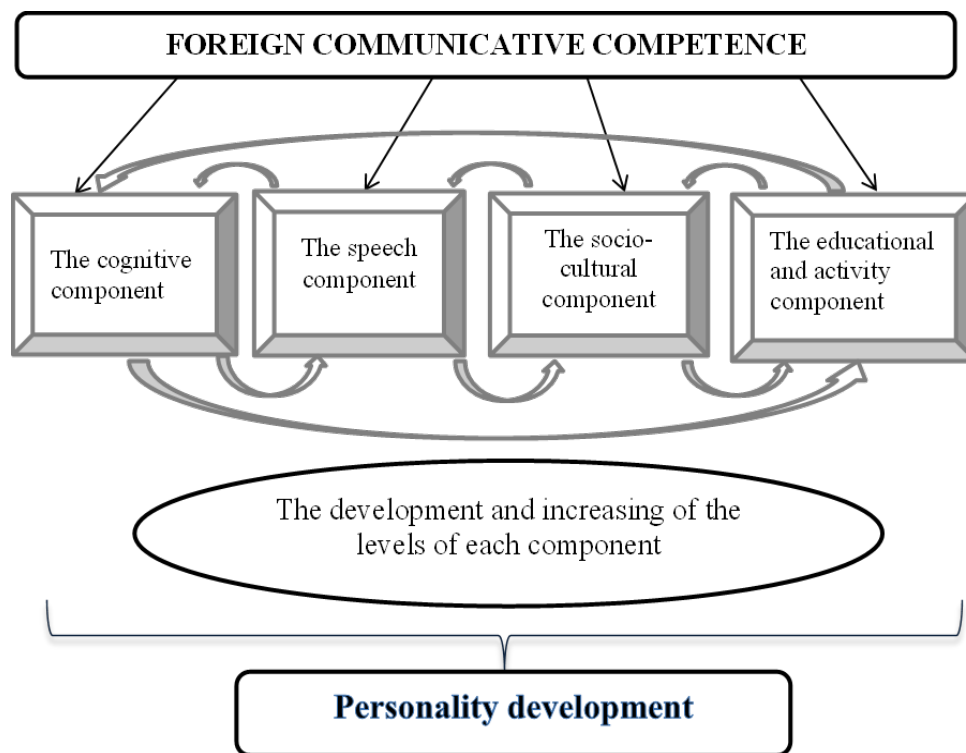 FOREIGN COMMUNICATIVE COMPETENCE
The cognitive
component
The speech
component
The socio-
cultural
component
The educational
and activity
component
The development and increasing of the
levels of each component
Personality development